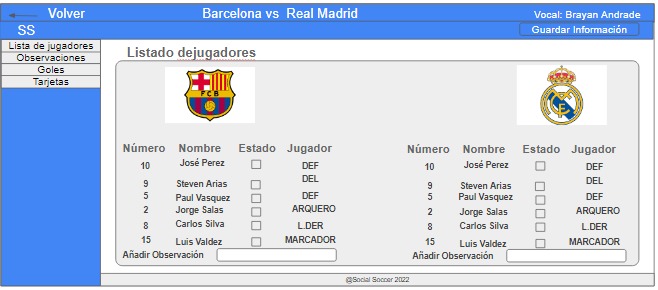 Volver Barcelona vs Real Madrid Vocal: Brayan Andrade
SS Guardar Información
Lista de jugadores
Observaciones
Goles
Tarjetas
Listado dejugadores
FCB
Número Nombre Estado Jugador
10 José Perez DEF
9 Steven Arias DEL
5 Paul Vasquez DEF
2 Jorge Salas ARQUERO
8 Carlos Silva L.DER
15 Luis Valdez MARCADOR
Añadir Observación
Número Nombre Estado Jugador
10 José Perez DEF
9 Steven Arias DEL
5 Paul Vasquez DEF
2 Jorge Salas ARQUERO
8 Carlos Silva L.DER
15 Luis Valdez MARCADOR
Añadir Observación
@Social Soccer 2022